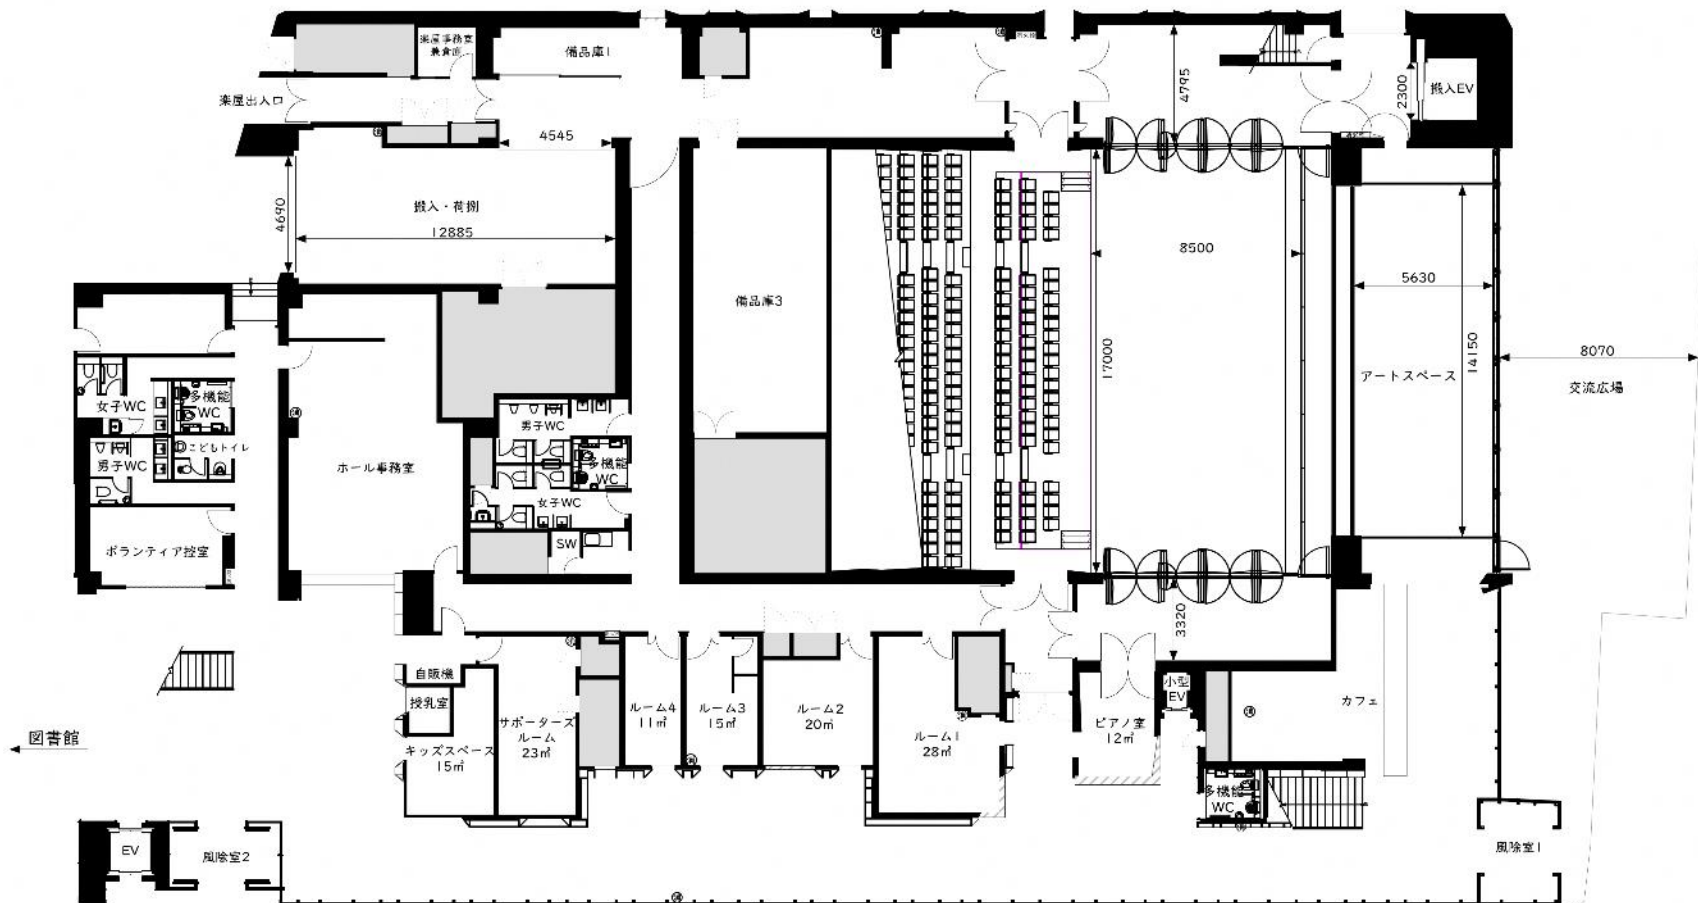 楽屋事務室
兼倉庫
備品庫1
楽屋出入口
4545
4795
2300
搬入EV
4690
搬入・荷捌
12885
備品庫3
17000
8500
5630
14150
アートスペース
8070
交流広場
女子WC
多機能
WC
男子WC
こどもトイレ
ボランティア控室
ホール事務室
男子WC
多機能
WC
女子WC
SW
3320
自販機
授乳室
キッズスペース
15㎡
サポーターズ
ルーム
23㎡
ルーム4
11㎡
ルーム3
15㎡
ルーム2
20㎡
ルーム1
28㎡
ピアノ室
12㎡
小型
EV
カフェ
多機能
WC
図書館
EV
風除室2
風除室1